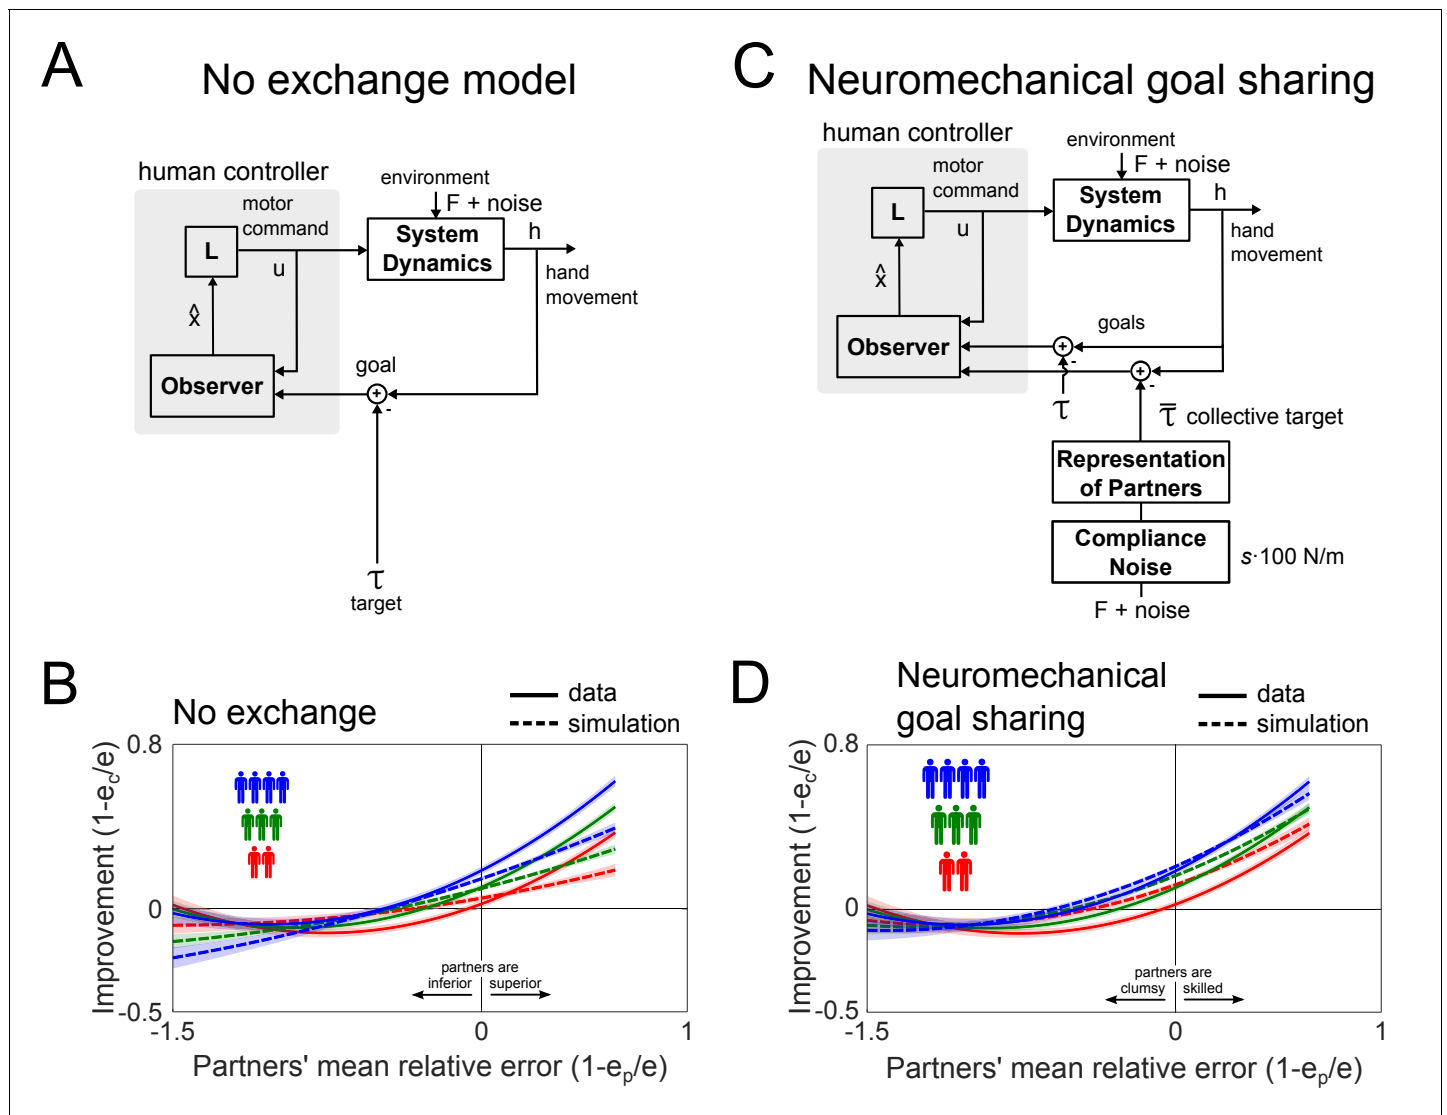 A
No exchange model
human controller
environment
F + noise
motor
command
L
u
System
Dynamics
h
hand
movement
x̂
Observer
goal
+
-
τ
target
C
Neuromechanical goal sharing
human controller
environment
F + noise
motor
command
L
u
System
Dynamics
h
hand
movement
x̂
Observer
goals
+
-
+
-
τ
τ̅ collective target
Representation
of Partners
Compliance
Noise
s·100 N/m
F + noise
B
No exchange
data
simulation
0.8
0
-0.5
Improvement (1-e_c/e)
partners are
inferior superior
-1.5 0 1
Partners' mean relative error (1-e_p/e)
D
Neuromechanical
goal sharing
data
simulation
0.8
0
-0.5
Improvement (1-e_c/e)
partners are
clumsy skilled
-1.5 0 1
Partners' mean relative error (1-e_p/e)